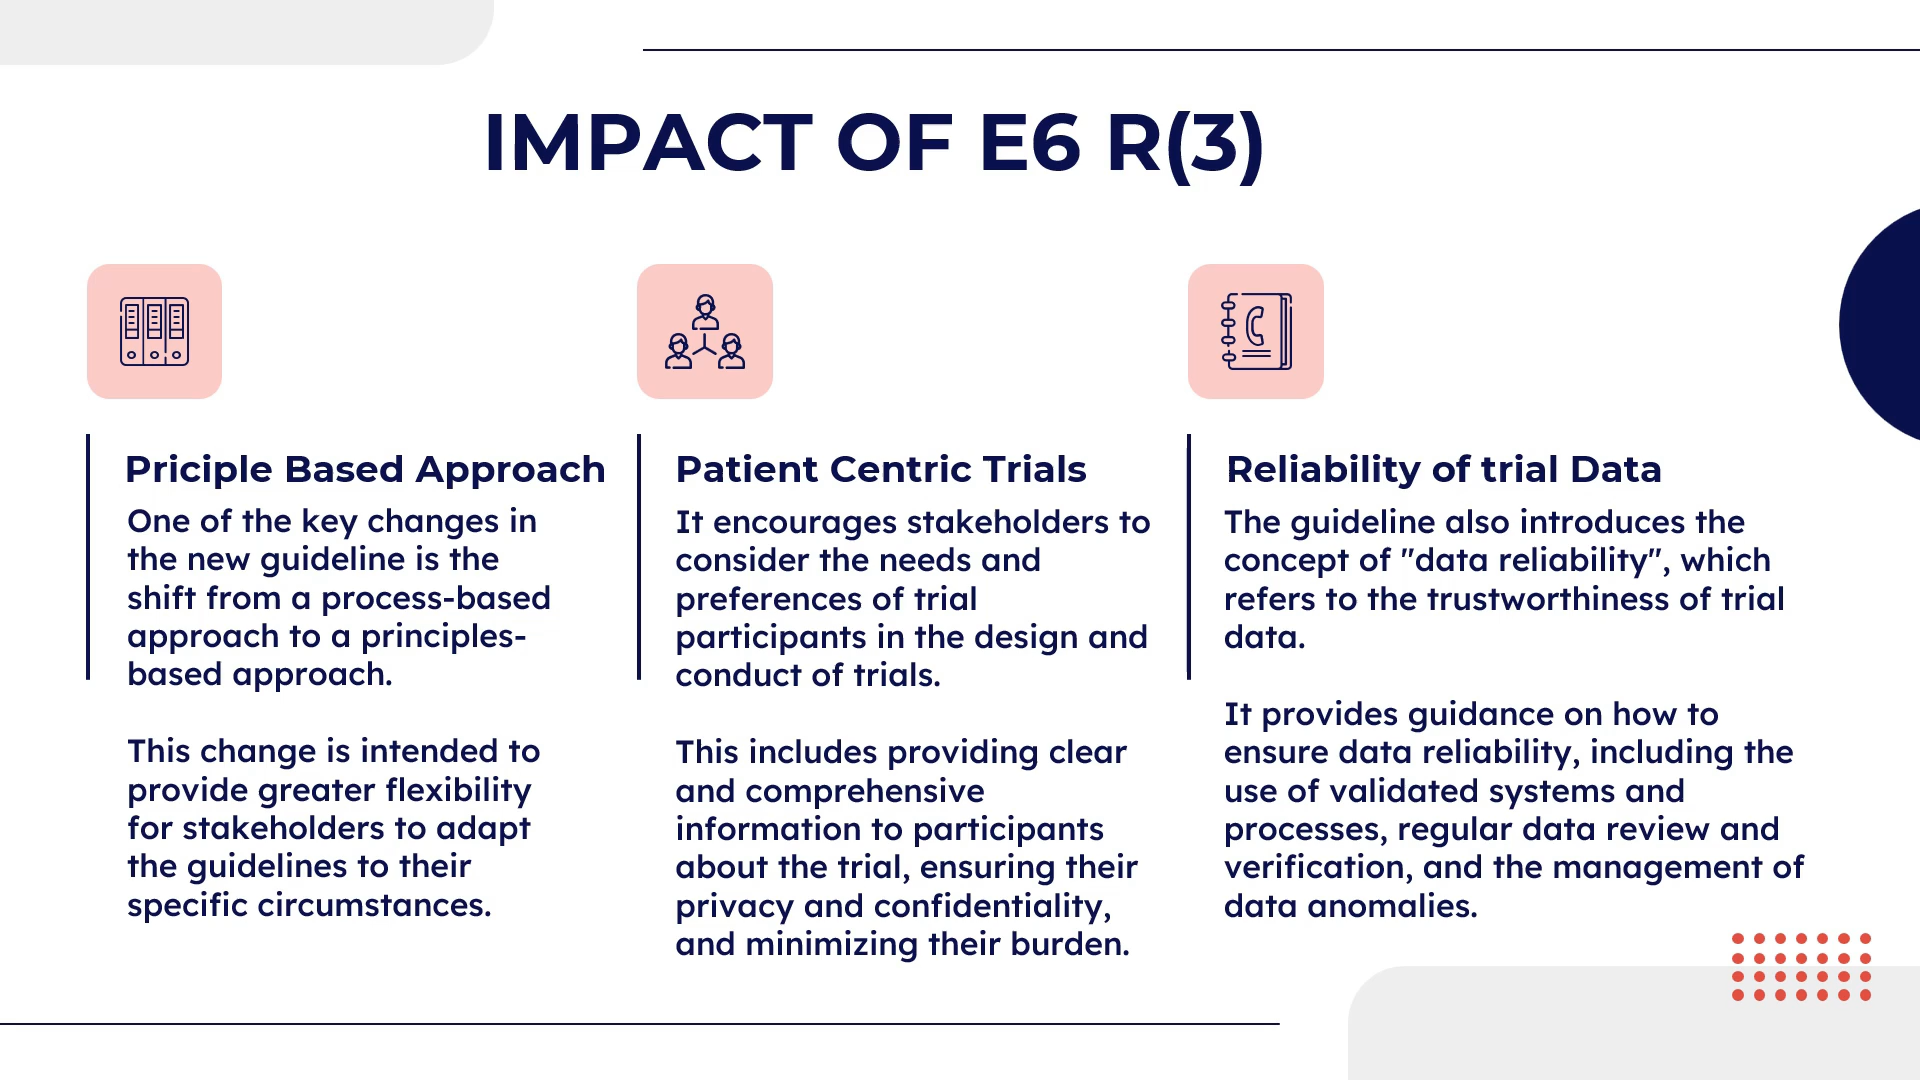 IMPACT OF E6 R(3)
Priciple Based Approach
One of the key changes in
the new guideline is the
shift from a process-based
approach to a principles-
based approach.
This change is intended to
provide greater flexibility
for stakeholders to adapt
the guidelines to their
specific circumstances.
Patient Centric Trials
It encourages stakeholders to
consider the needs and
preferences of trial
participants in the design and
conduct of trials.
This includes providing clear
and comprehensive
information to participants
about the trial, ensuring their
privacy and confidentiality,
and minimizing their burden.
Reliability of trial Data
The guideline also introduces the
concept of "data reliability", which
refers to the trustworthiness of trial
data.
It provides guidance on how to
ensure data reliability, including the
use of validated systems and
processes, regular data review and
verification, and the management of
data anomalies.